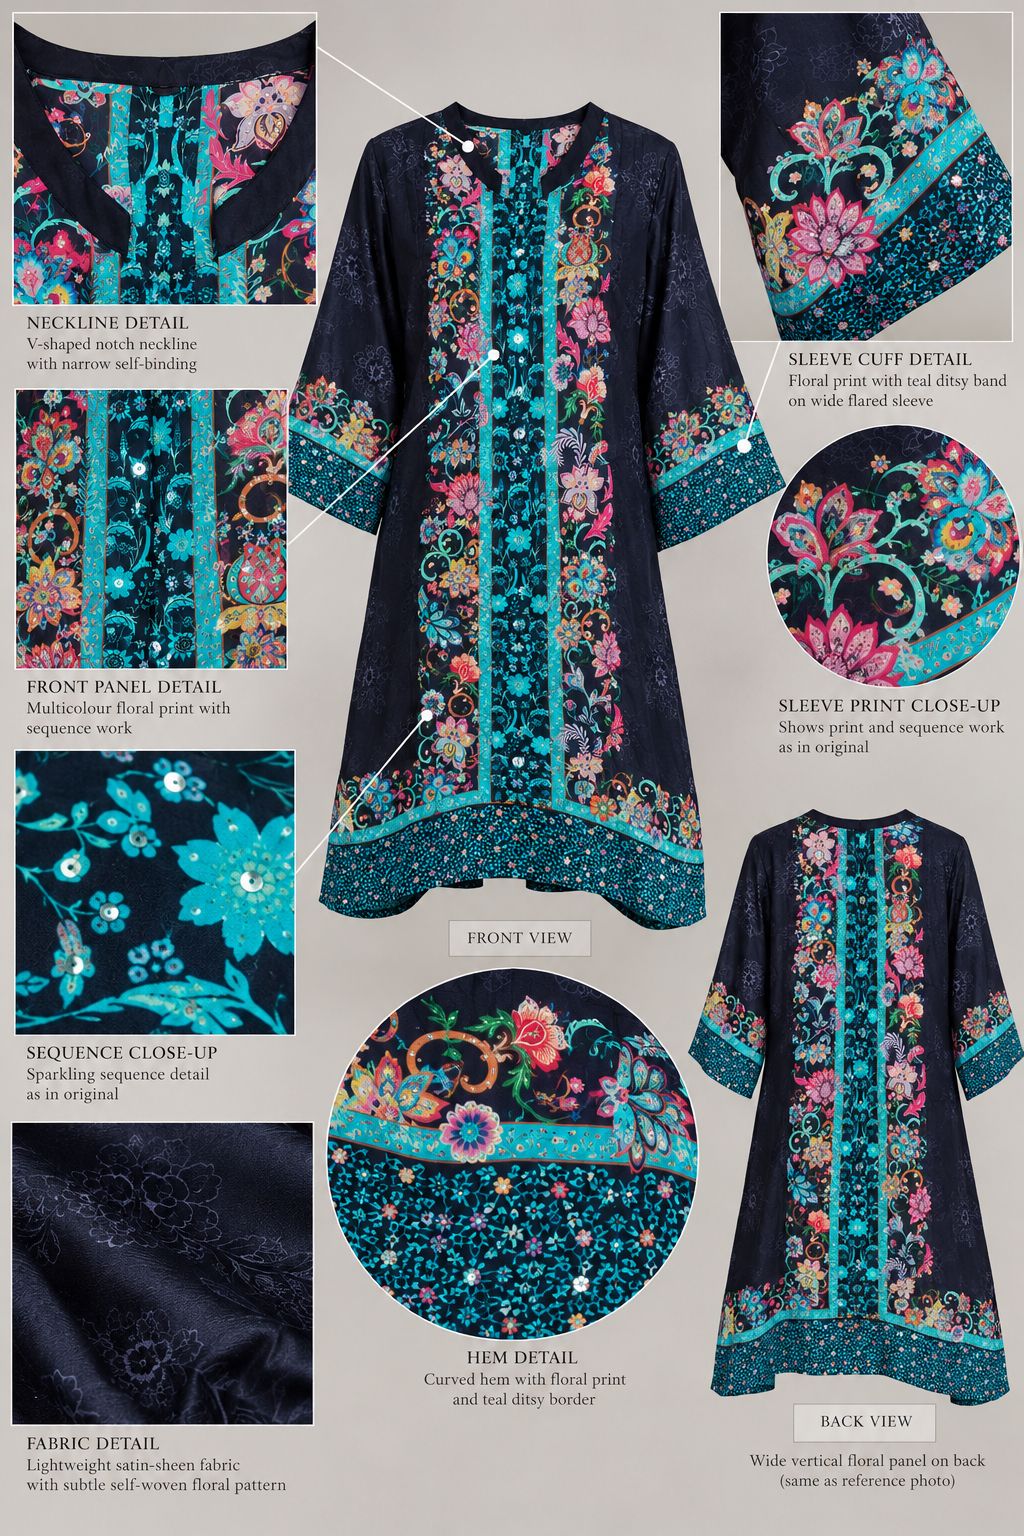 NECKLINE DETAIL
V-shaped notch neckline
with narrow self-binding
SLEEVE CUFF DETAIL
Floral print with teal ditsy band
on wide flared sleeve
FRONT PANEL DETAIL
Multicolour floral print with
sequence work
SLEEVE PRINT CLOSE-UP
Shows print and sequence work
as in original
FRONT VIEW
SEQUENCE CLOSE-UP
Sparkling sequence detail
as in original
HEM DETAIL
Curved hem with floral print
and teal ditsy border
BACK VIEW
Wide vertical floral panel on back
(same as reference photo)
FABRIC DETAIL
Lightweight satin-sheen fabric
with subtle self-woven floral pattern